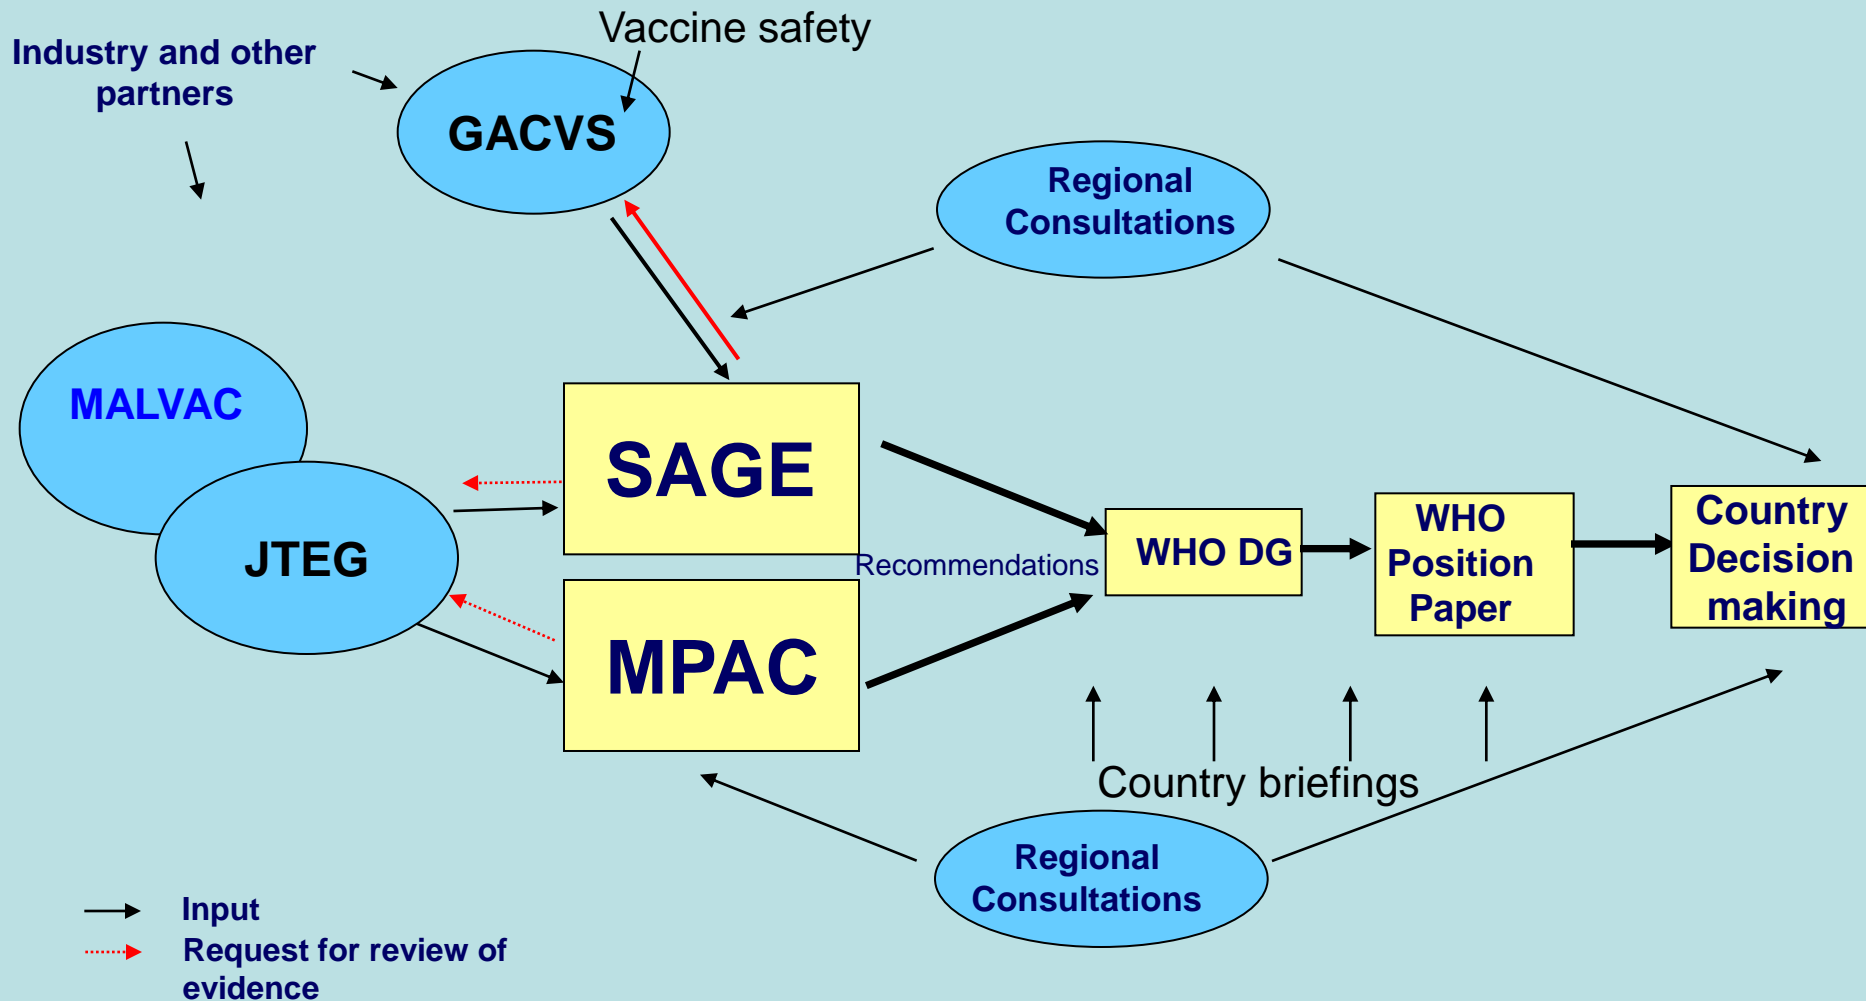 Vaccine safety
Industry and other
partners
GACVS
Regional
Consultations
MALVAC
SAGE
JTEG
Recommendations
WHO DG
WHO
Position
Paper
Country
Decision
making
MPAC
Country briefings
Regional
Consultations
Input
Request for review of
evidence